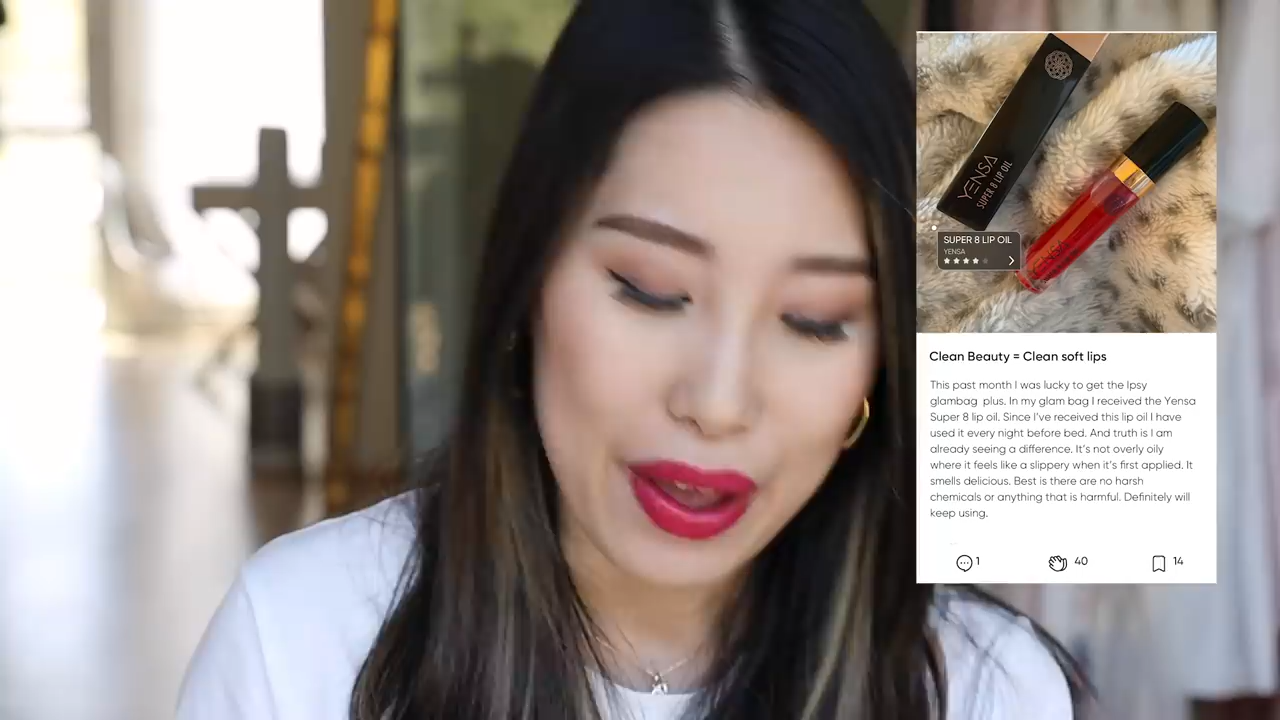 YENSA
SUPER 8 LIP OIL
SUPER 8 LIP OIL
YENSA
Clean Beauty = Clean soft lips
This past month I was lucky to get the Ipsy
glambag plus. In my glam bag I received the Yensa
Super 8 lip oil. Since I've received this lip oil I have
used it every night before bed. And truth is I am
already seeing a difference. It's not overly oily
where it feels like a slippery when it's first applied. It
smells delicious. Best is there are no harsh
chemicals or anything that is harmful. Definitely will
keep using.
1
40
14